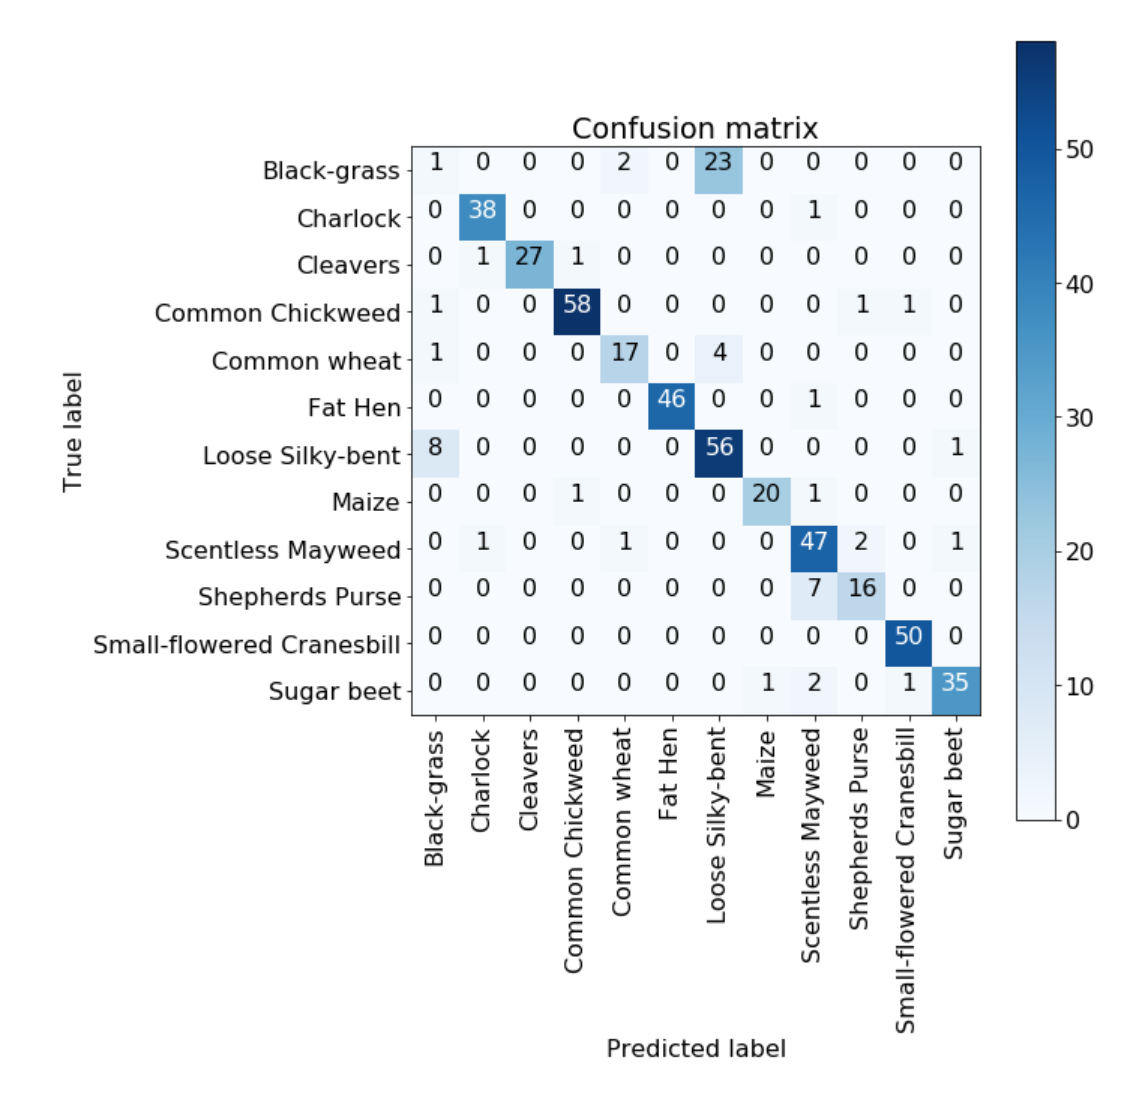 Confusion matrix
Black-grass 1 0 0 0 2 0 23 0 0 0 0 0
Charlock 0 38 0 0 0 0 0 0 1 0 0 0
Cleavers 0 1 27 1 0 0 0 0 0 0 0 0
Common Chickweed 1 0 0 58 0 0 0 0 0 1 1 0
Common wheat 1 0 0 0 17 0 4 0 0 0 0 0
Fat Hen 0 0 0 0 0 46 0 0 1 0 0 0
Loose Silky-bent 8 0 0 0 0 0 56 0 0 0 0 1
Maize 0 0 0 1 0 0 0 20 1 0 0 0
Scentless Mayweed 0 1 0 0 1 0 0 0 47 2 0 1
Shepherds Purse 0 0 0 0 0 0 0 0 7 16 0 0
Small-flowered Cranesbill 0 0 0 0 0 0 0 0 0 0 50 0
Sugar beet 0 0 0 0 0 0 0 1 2 0 1 35
True label
Black-grass
Charlock
Cleavers
Common Chickweed
Common wheat
Fat Hen
Loose Silky-bent
Maize
Scentless Mayweed
Shepherds Purse
Small-flowered Cranesbill
Sugar beet
Predicted label
50
40
30
20
10
0